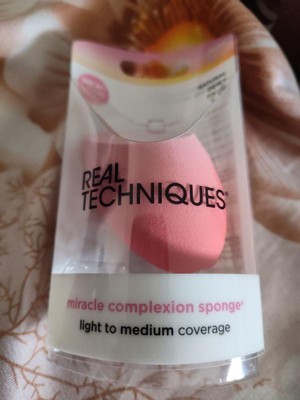 REAL
TECHNIQUES®
miracle complexion sponge®
light to medium coverage